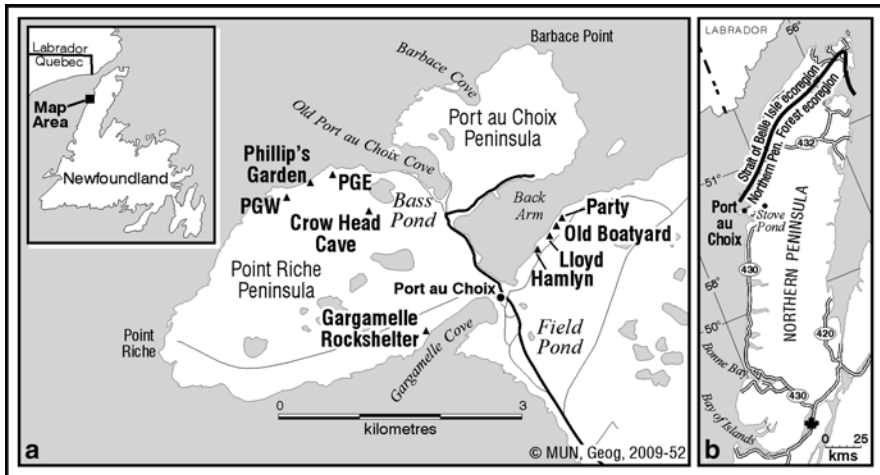 Labrador
Quebec
Map
Area
Newfoundland
Barbace Point
Barbace Cove
Port au Choix
Peninsula
Old Port au Choix Cove
Phillip's
Garden
PGE
PGW
Crow Head
Cave
Bass
Pond
Back
Arm
Party
Old Boatyard
Lloyd
Hamlyn
Point Riche
Peninsula
Port au Choix
Point
Riche
Gargamelle
Rockshelter
Gargamelle Cove
Field
Pond
0
3
kilometres
a
© MUN, Geog, 2009-52
LABRADOR
56°
Strait of Belle Isle ecoregion
Northern Pen. Forest ecoregion
432
51°
Port
au
Choix
Stove
Pond
NORTHERN PENINSULA
430
58°
50°
420
Bonne Bay
430
Bay of Islands
b
0
25
kms